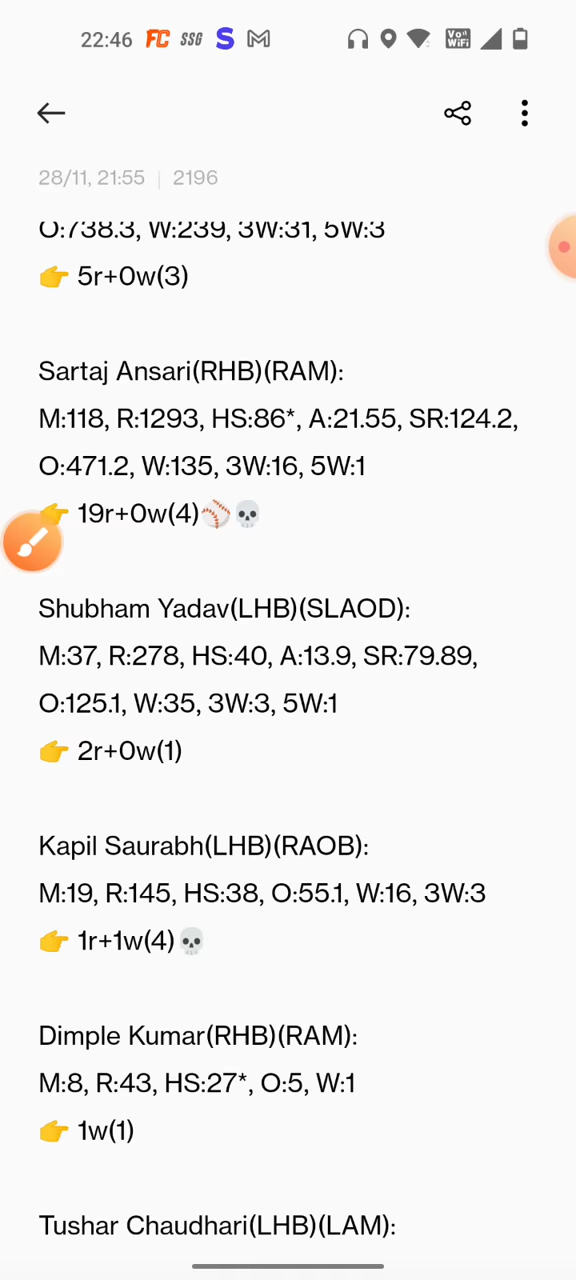 22:46 FC SSG S M Vo WiFi
28/11, 21:55 | 2196
O:738.3, W:239, 3W:31, 5W:3
👉 5r+0w(3)
Sartaj Ansari(RHB)(RAM):
M:118, R:1293, HS:86*, A:21.55, SR:124.2,
O:471.2, W:135, 3W:16, 5W:1
👉 19r+0w(4)⚾💀
Shubham Yadav(LHB)(SLAOD):
M:37, R:278, HS:40, A:13.9, SR:79.89,
O:125.1, W:35, 3W:3, 5W:1
👉 2r+0w(1)
Kapil Saurabh(LHB)(RAOB):
M:19, R:145, HS:38, O:55.1, W:16, 3W:3
👉 1r+1w(4)💀
Dimple Kumar(RHB)(RAM):
M:8, R:43, HS:27*, O:5, W:1
👉 1w(1)
Tushar Chaudhari(LHB)(LAM):